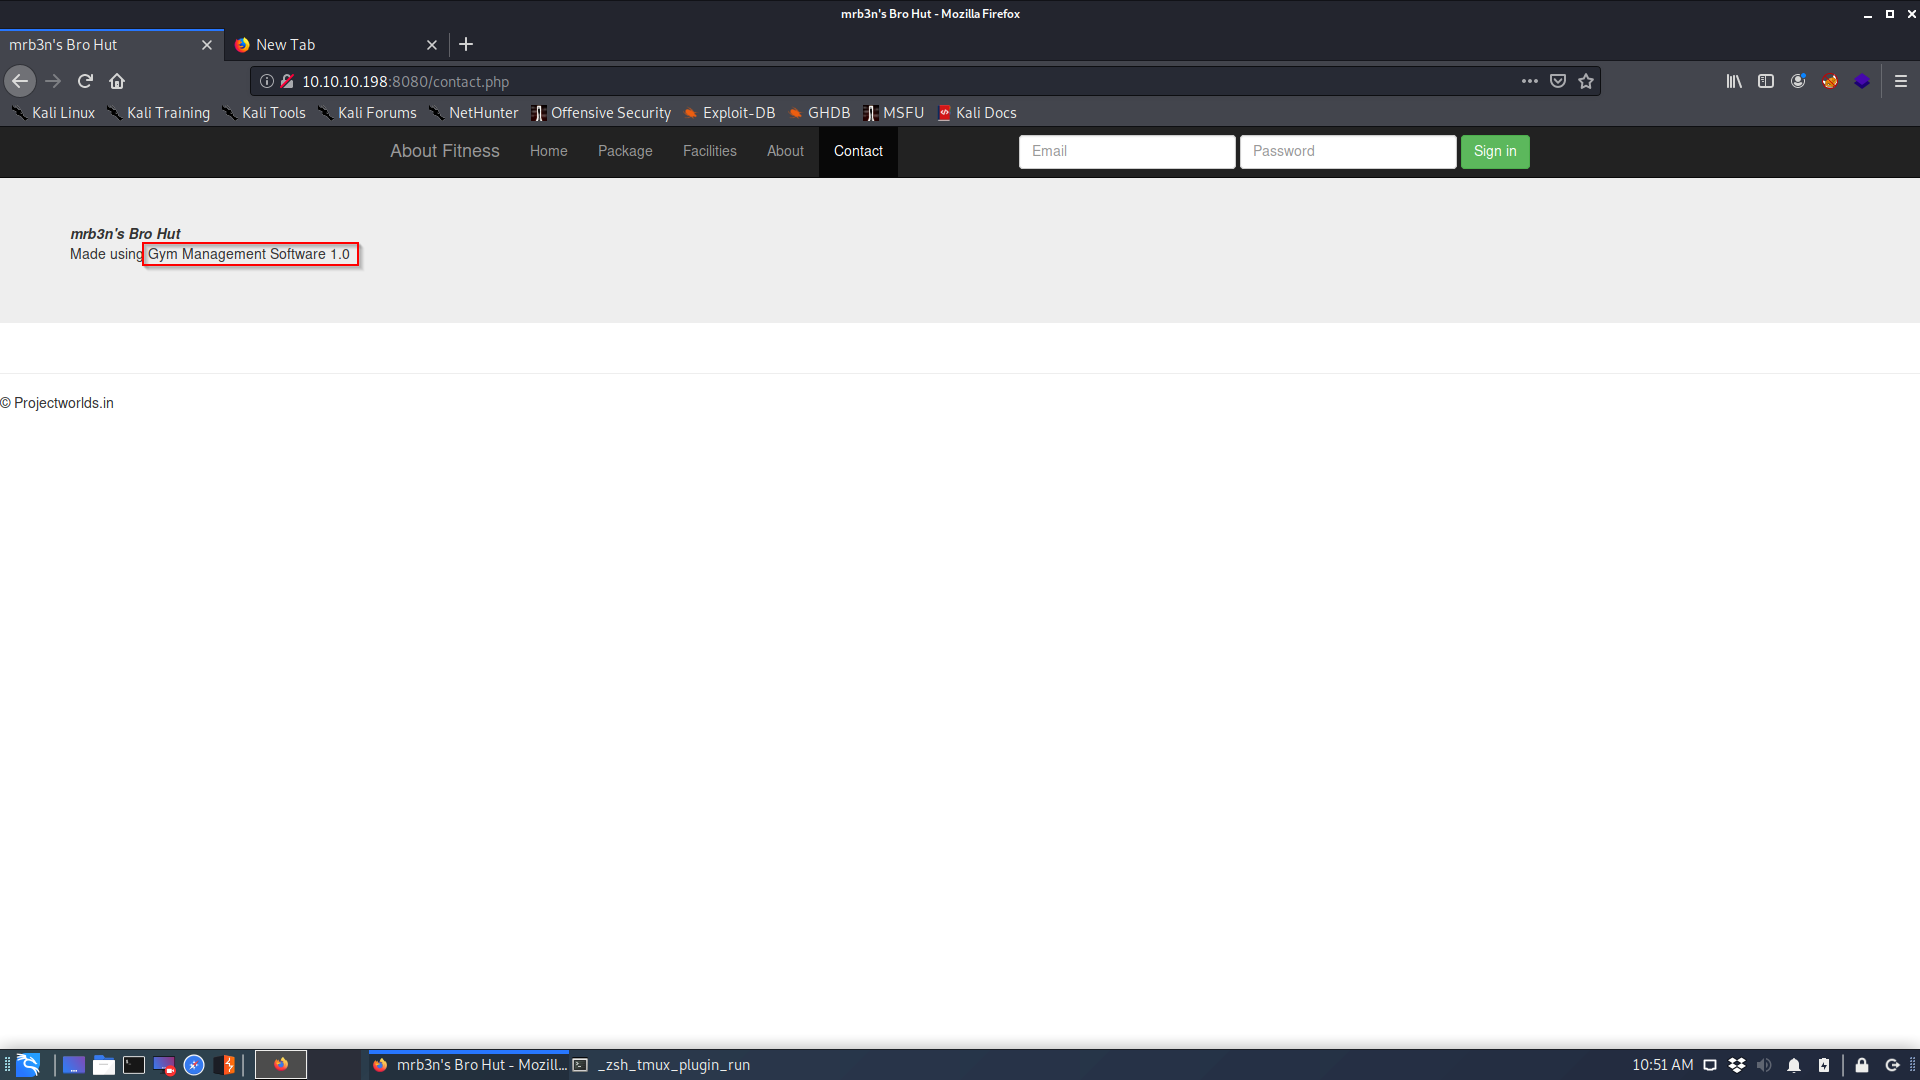 mrb3n's Bro Hut - Mozilla Firefox
mrb3n's Bro Hut
New Tab
10.10.10.198:8080/contact.php
Kali Linux Kali Training Kali Tools Kali Forums NetHunter Offensive Security Exploit-DB GHDB MSFU Kali Docs
About Fitness Home Package Facilities About Contact Email Password Sign in
mrb3n's Bro Hut
Made using Gym Management Software 1.0
© Projectworlds.in
mrb3n's Bro Hut - Mozill... _zsh_tmux_plugin_run 10:51 AM